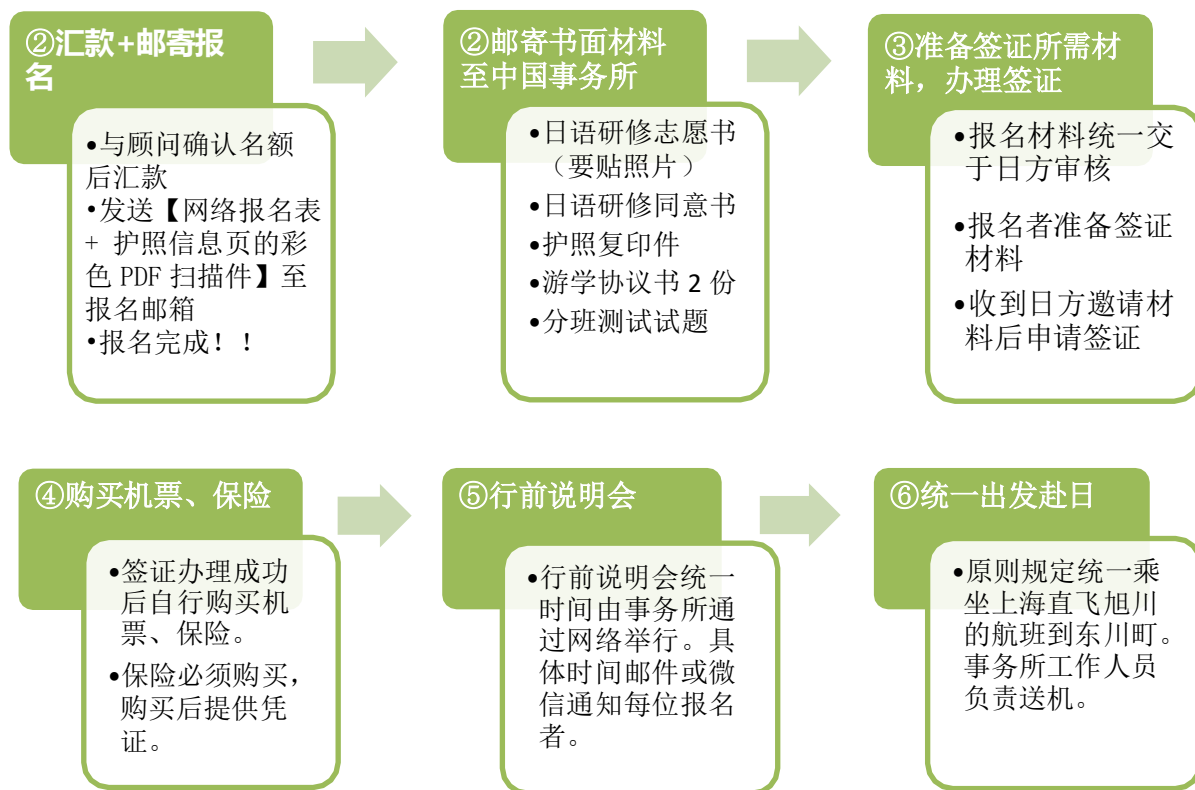 ②汇款+邮寄报
名
•与顾问确认名额
后汇款
•发送【网络报名表
+ 护照信息页的彩
色 PDF 扫描件】至
报名邮箱
•报名完成！！
②邮寄书面材料
至中国事务所
•日语研修志愿书
（要贴照片）
•日语研修同意书
•护照复印件
•游学协议书 2 份
•分班测试试题
③准备签证所需材
料，办理签证
•报名材料统一交
于日方审核
•报名者准备签证
材料
•收到日方邀请材
料后申请签证
④购买机票、保险
•签证办理成功
后自行购买机
票、保险。
•保险必须购买，
购买后提供凭
证。
⑤行前说明会
•行前说明会统一
时间由事务所通
过网络举行。具
体时间邮件或微
信通知每位报名
者。
⑥统一出发赴日
•原则规定统一乘
坐上海直飞旭川
的航班到东川町。
事务所工作人员
负责送机。